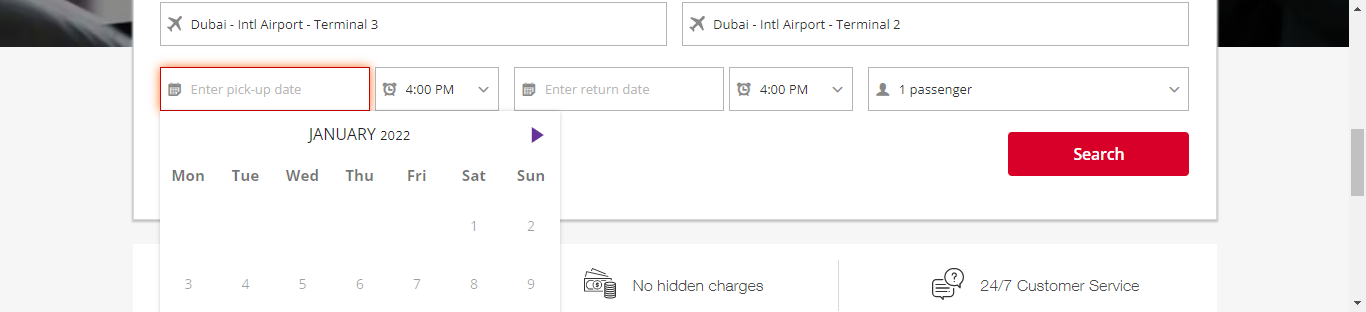 Dubai - Intl Airport - Terminal 3 Dubai - Intl Airport - Terminal 2
Enter pick-up date 4:00 PM Enter return date 4:00 PM 1 passenger
JANUARY 2022
Search
Mon Tue Wed Thu Fri Sat Sun
1 2
3 4 5 6 7 8 9
No hidden charges 24/7 Customer Service